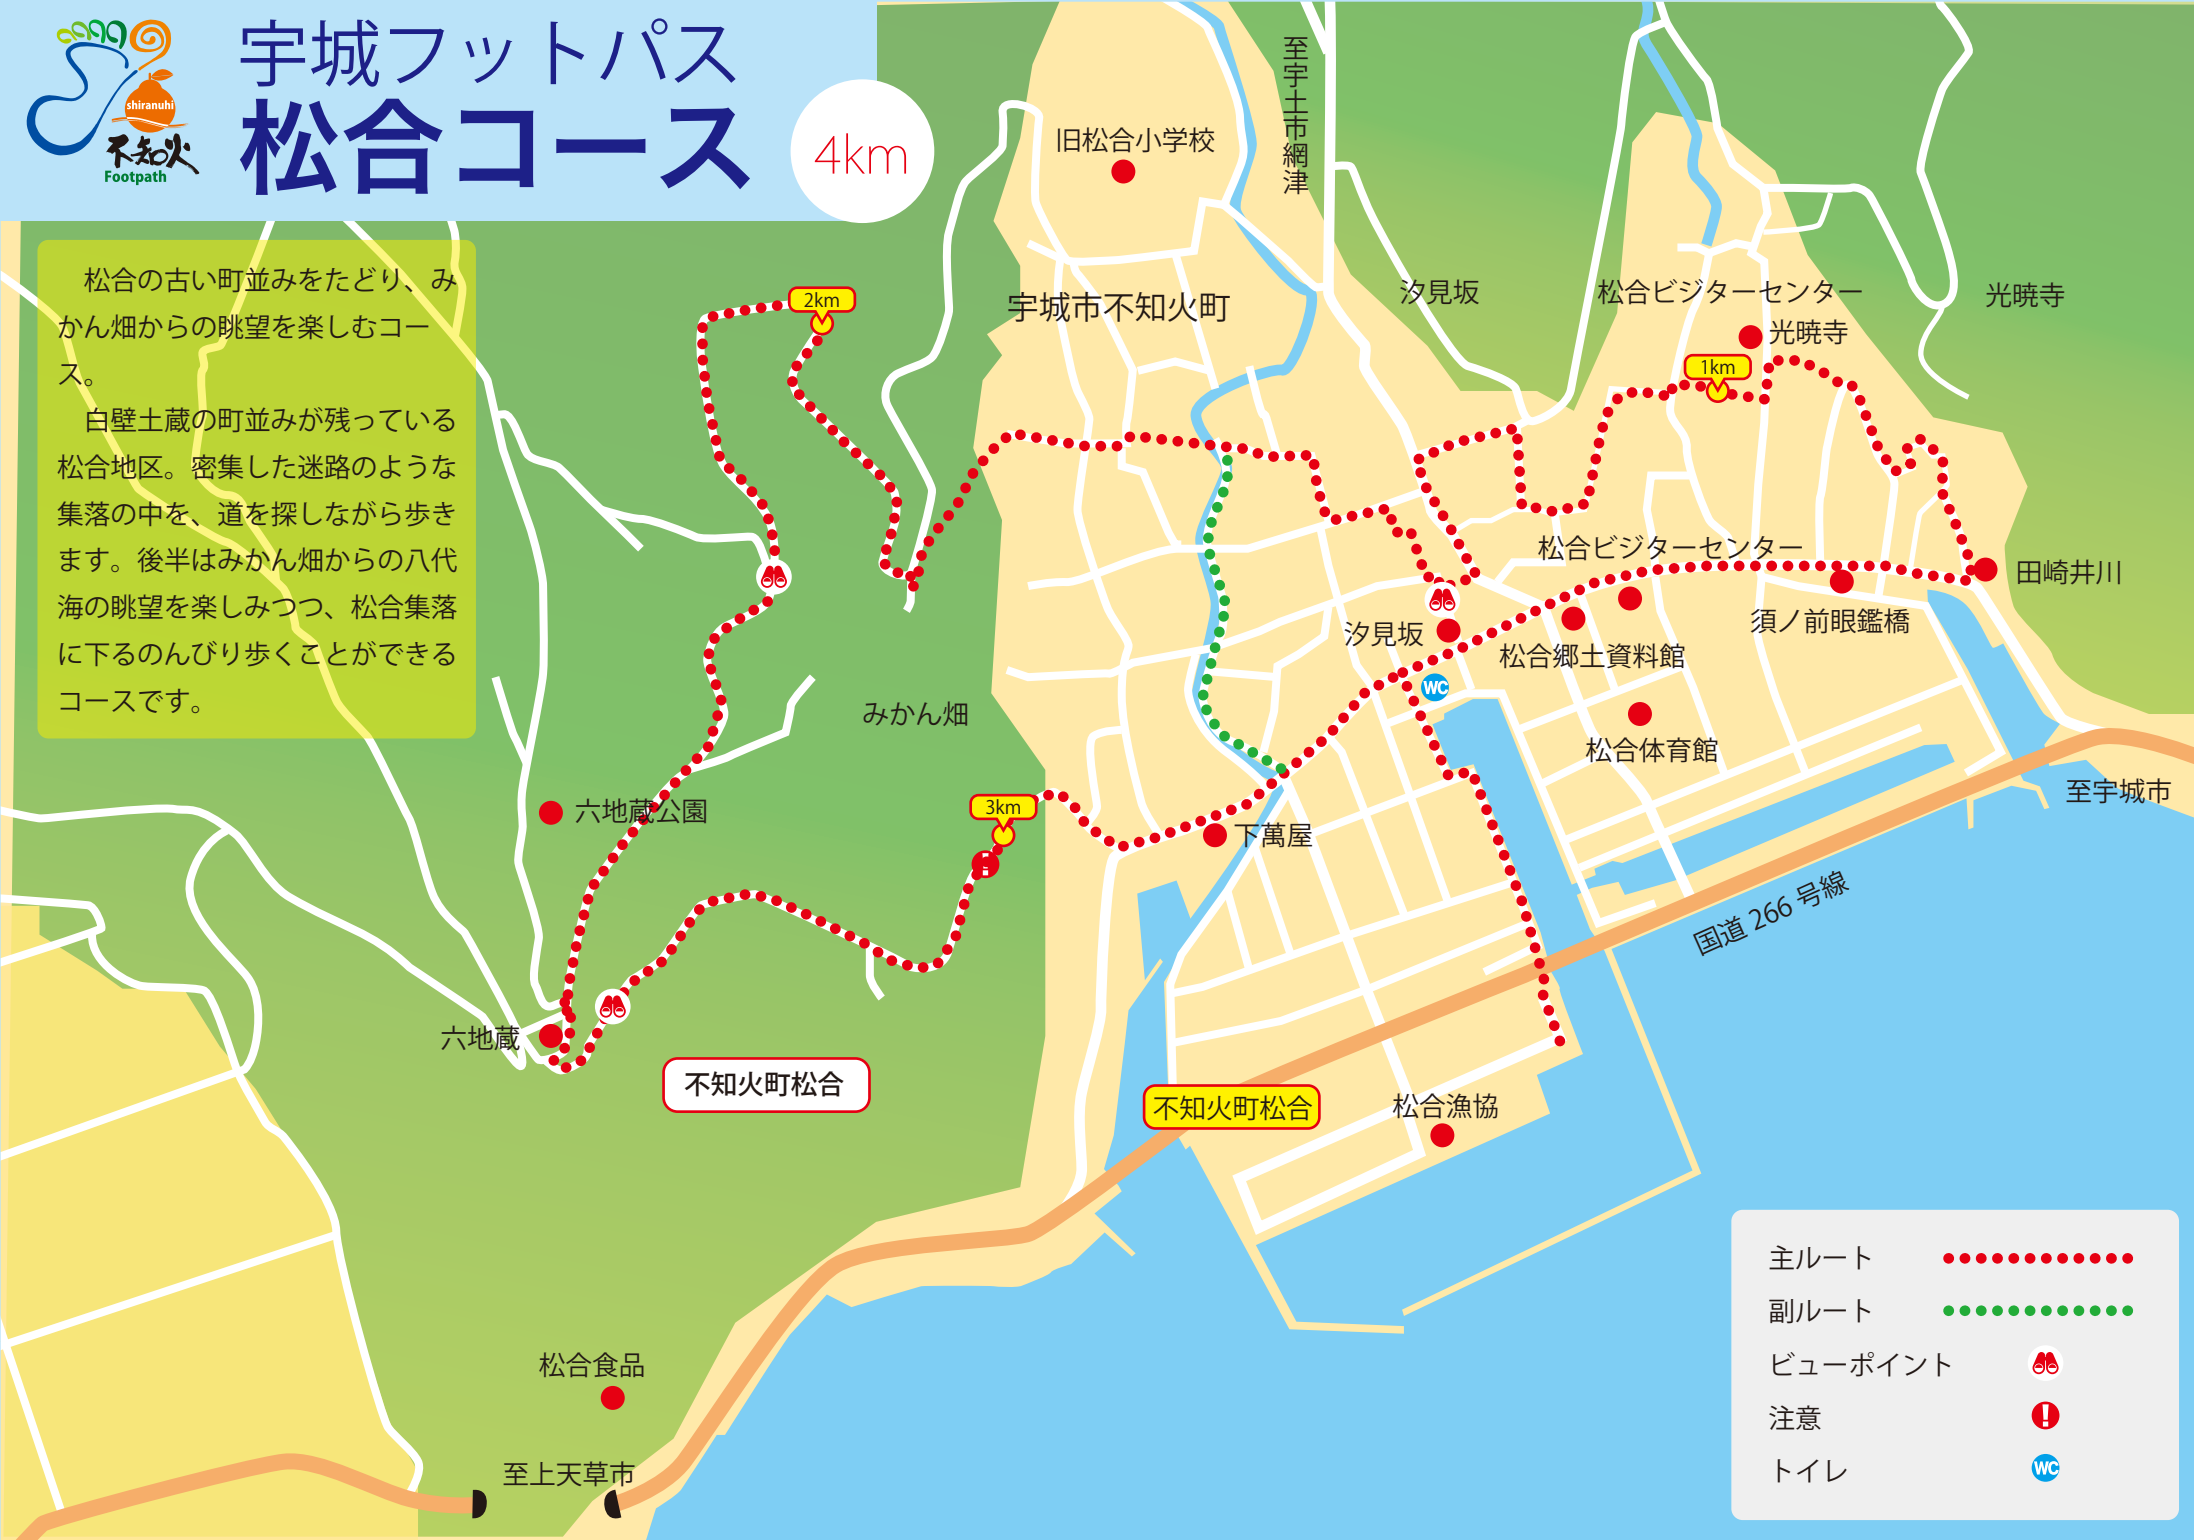 shiranuhi
不知火
Footpath
宇城フットパス
松合コース
4km
　松合の古い町並みをたどり、み
かん畑からの眺望を楽しむコー
ス。
　白壁土蔵の町並みが残っている
松合地区。密集した迷路のような
集落の中を、道を探しながら歩き
ます。後半はみかん畑からの八代
海の眺望を楽しみつつ、松合集落
に下るのんびり歩くことができる
コースです。
至宇土市網津
旧松合小学校
宇城市不知火町
汐見坂
松合ビジターセンター
光暁寺
光暁寺
2km
1km
松合ビジターセンター
田崎井川
須ノ前眼鑑橋
汐見坂
松合郷土資料館
WC
みかん畑
松合体育館
至宇城市
六地蔵公園
3km
下萬屋
国道 266 号線
六地蔵
不知火町松合
不知火町松合
松合漁協
松合食品
至上天草市
主ルート
副ルート
ビューポイント
注意
トイレ
WC